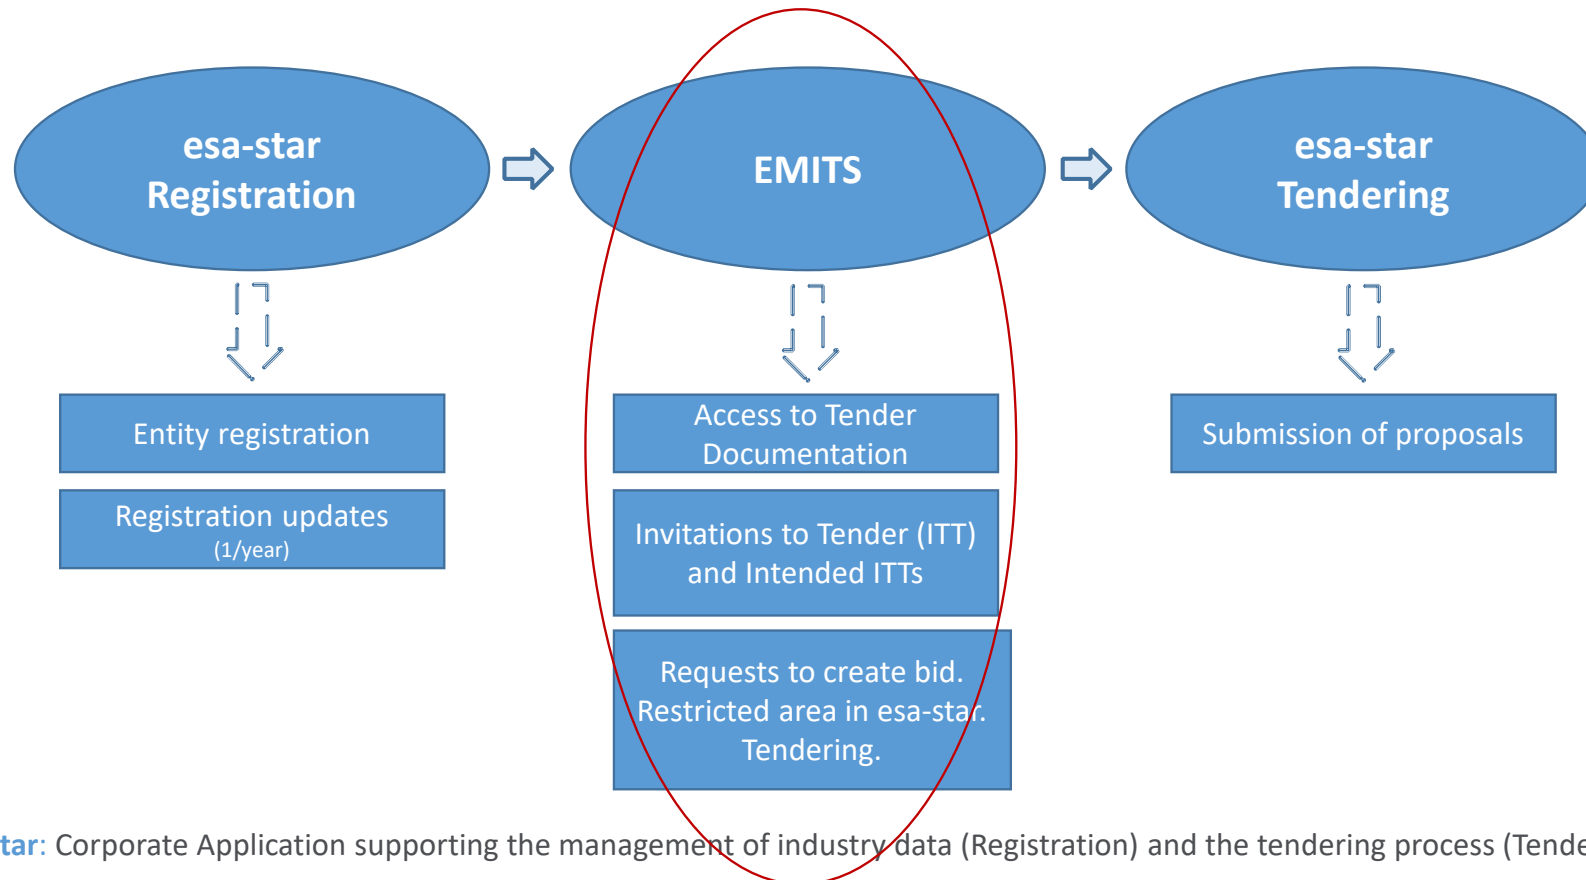 esa-star
Registration
EMITS
esa-star
Tendering
Entity registration
Registration updates
(1/year)
Access to Tender
Documentation
Invitations to Tender (ITT)
and Intended ITTs
Requests to create bid.
Restricted area in esa-star.
Tendering.
Submission of proposals
tar: Corporate Application supporting the management of industry data (Registration) and the tendering process (Tende